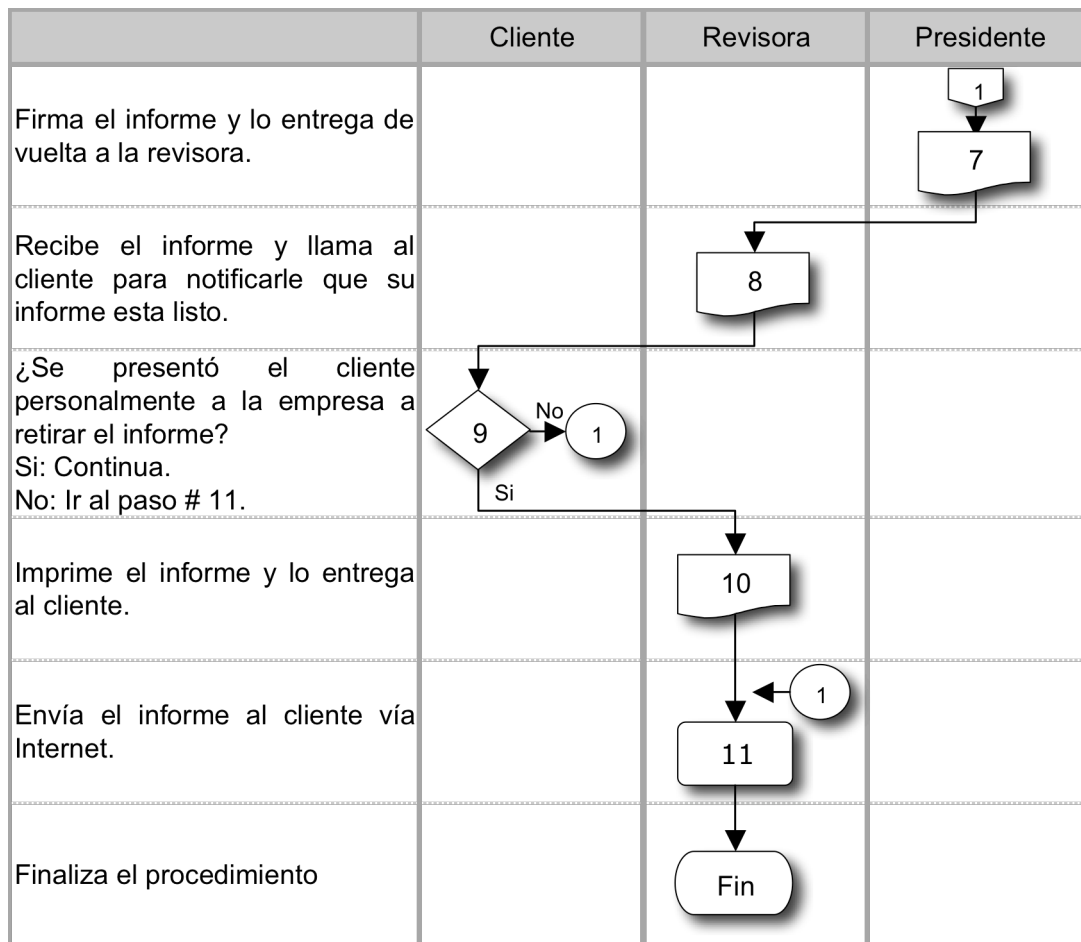 Cliente Revisora Presidente
1
Firma el informe y lo entrega de
vuelta a la revisora.
7
Recibe el informe y llama al
cliente para notificarle que su
informe esta listo.
8
¿Se presentó el cliente
personalmente a la empresa a
retirar el informe?
Si: Continua.
No: Ir al paso # 11.
9
No
1
Si
Imprime el informe y lo entrega
al cliente.
10
Envía el informe al cliente vía
Internet.
1
11
Finaliza el procedimiento
Fin